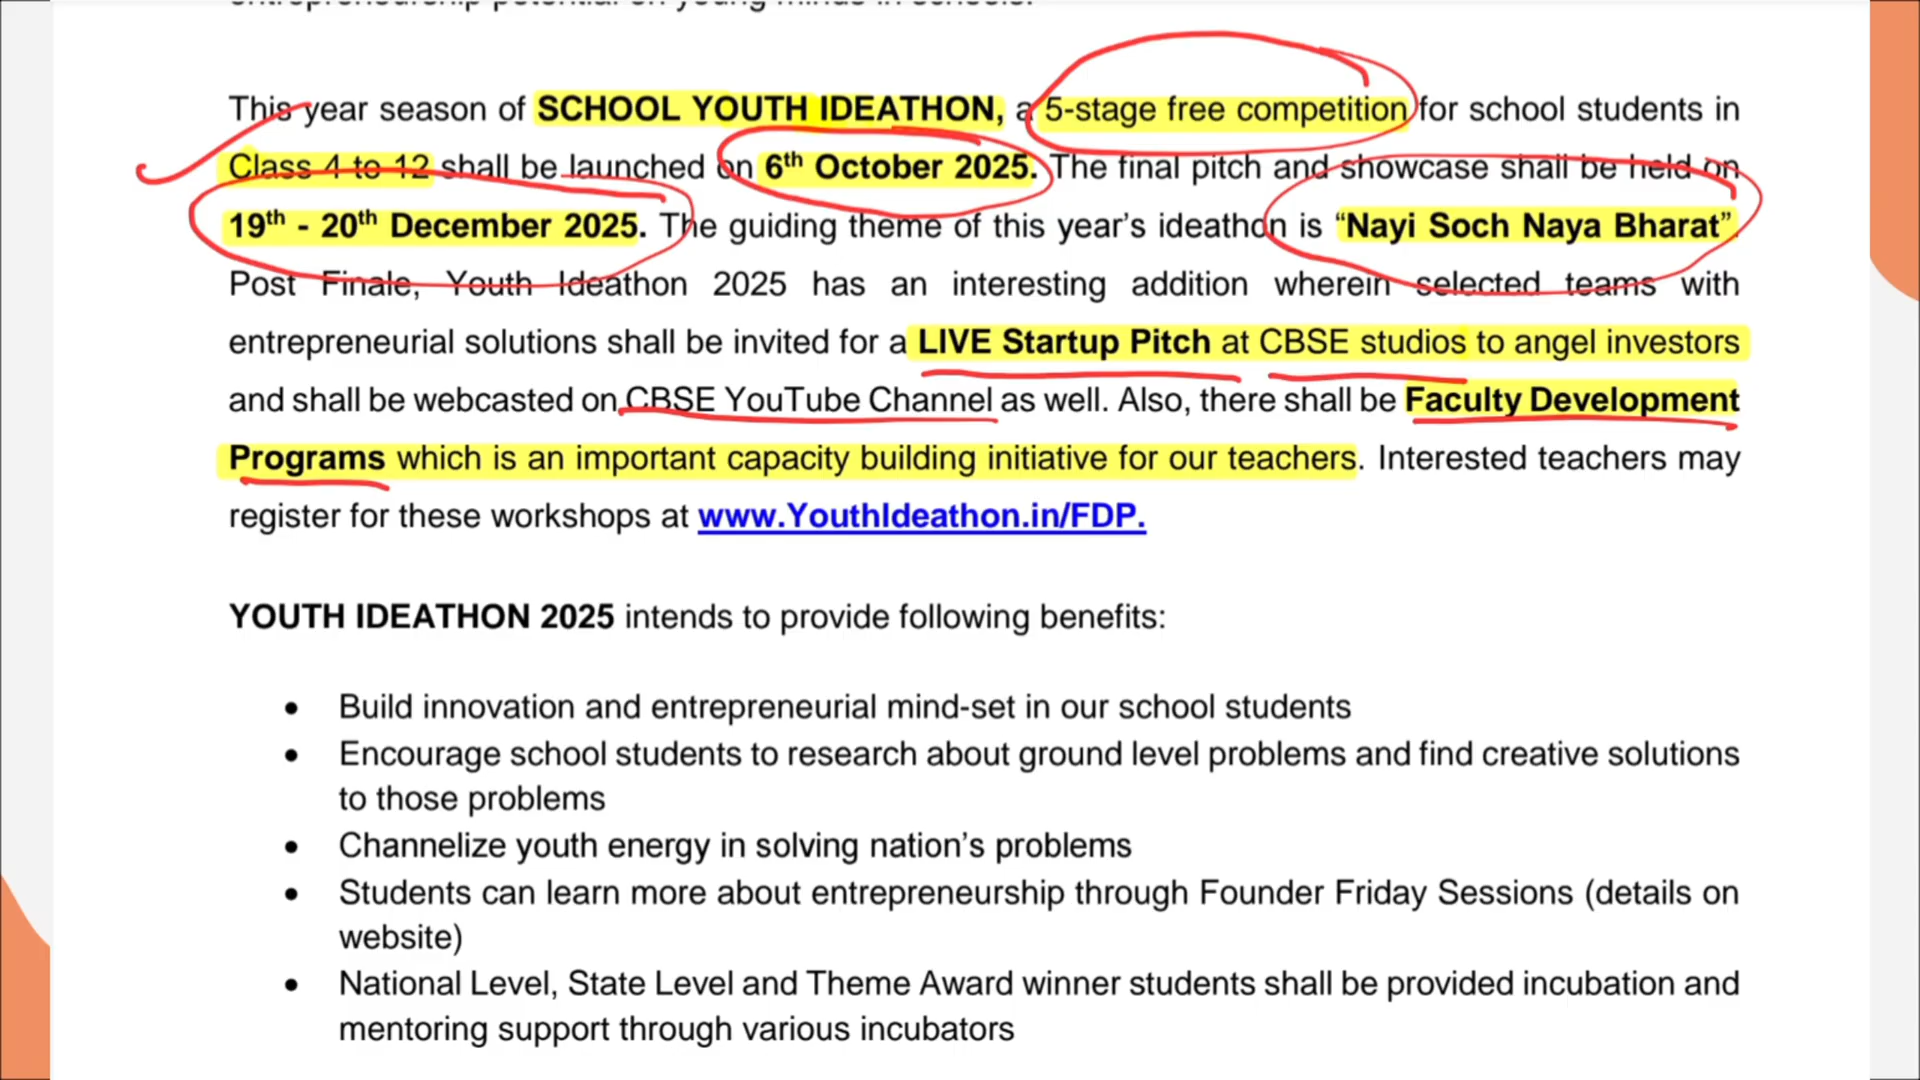 entrepreneurship potential on young minds in schools.
This year season of SCHOOL YOUTH IDEATHON, a 5-stage free competition for school students in
Class 4 to 12 shall be launched on 6th October 2025. The final pitch and showcase shall be held on
19th - 20th December 2025. The guiding theme of this year’s ideathon is “Nayi Soch Naya Bharat”
Post Finale, Youth Ideathon 2025 has an interesting addition wherein selected teams with
entrepreneurial solutions shall be invited for a LIVE Startup Pitch at CBSE studios to angel investors
and shall be webcasted on CBSE YouTube Channel as well. Also, there shall be Faculty Development
Programs which is an important capacity building initiative for our teachers. Interested teachers may
register for these workshops at www.YouthIdeathon.in/FDP.
YOUTH IDEATHON 2025 intends to provide following benefits:
• Build innovation and entrepreneurial mind-set in our school students
• Encourage school students to research about ground level problems and find creative solutions
to those problems
• Channelize youth energy in solving nation’s problems
• Students can learn more about entrepreneurship through Founder Friday Sessions (details on
website)
• National Level, State Level and Theme Award winner students shall be provided incubation and
mentoring support through various incubators